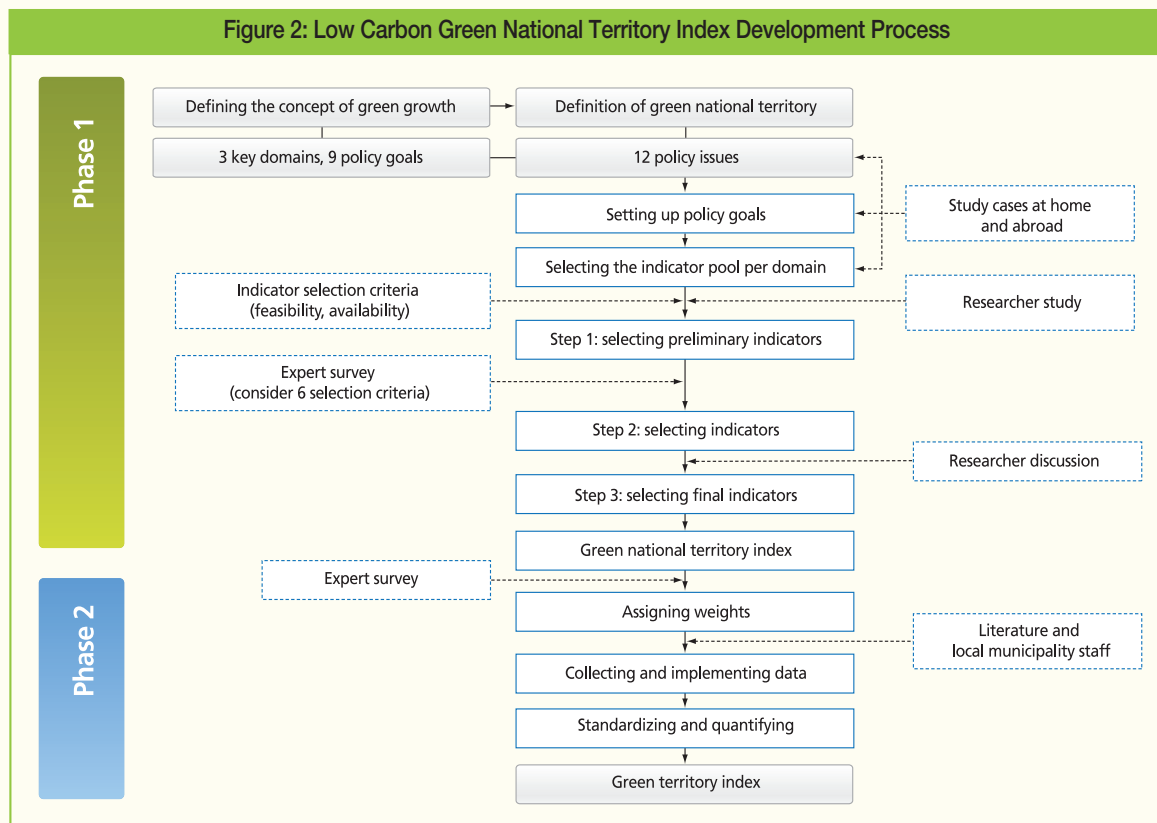 Figure 2: Low Carbon Green National Territory Index Development Process
Phase 1
Defining the concept of green growth
Definition of green national territory
3 key domains, 9 policy goals
12 policy issues
Setting up policy goals
Study cases at home
and abroad
Selecting the indicator pool per domain
Indicator selection criteria
(feasibility, availability)
Researcher study
Step 1: selecting preliminary indicators
Expert survey
(consider 6 selection criteria)
Step 2: selecting indicators
Researcher discussion
Step 3: selecting final indicators
Green national territory index
Phase 2
Expert survey
Assigning weights
Literature and
local municipality staff
Collecting and implementing data
Standardizing and quantifying
Green territory index